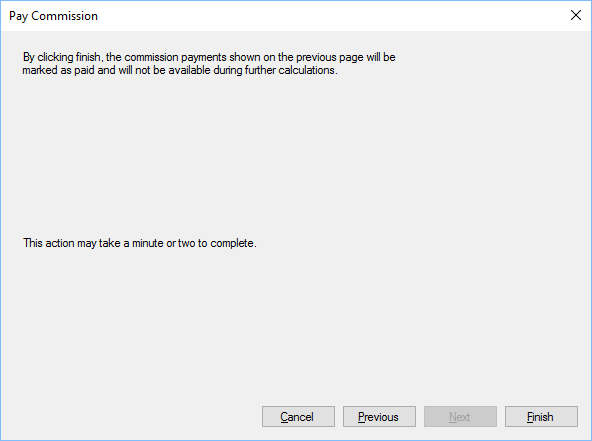 Pay Commission
By clicking finish, the commission payments shown on the previous page will be
marked as paid and will not be available during further calculations.
This action may take a minute or two to complete.
Cancel
Previous
Next
Finish